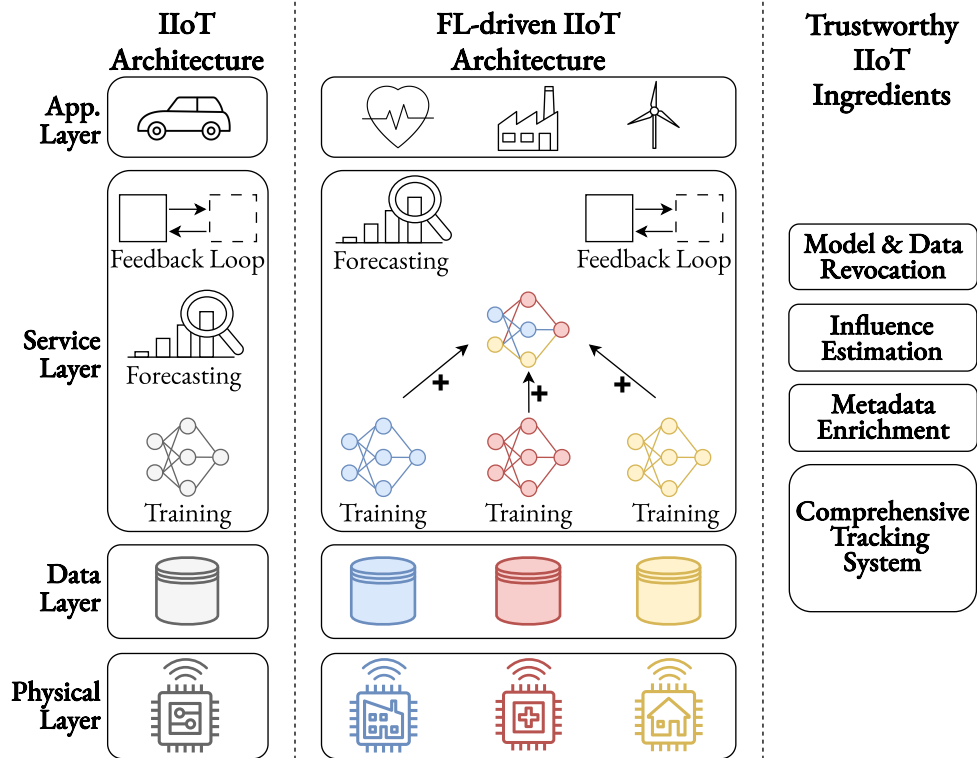 IIoT
Architecture
FL-driven IIoT
Architecture
Trustworthy
IIoT
Ingredients
App.
Layer
Service
Layer
Feedback Loop
Forecasting
Training
Forecasting
Feedback Loop
+
+
+
Training
Training
Training
Data
Layer
Physical
Layer
Model & Data
Revocation
Influence
Estimation
Metadata
Enrichment
Comprehensive
Tracking
System